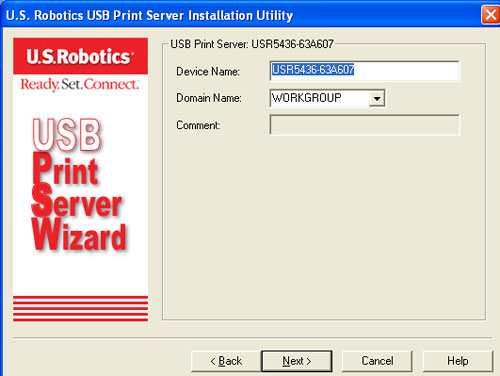 U.S. Robotics USB Print Server Installation Utility
U.S.Robotics®
Ready. Set. Connect.™
USB
Print
Server
Wizard
USB Print Server: USR5436-63A607
Device Name: USR5436-63A607
Domain Name: WORKGROUP
Comment:
< Back Next > Cancel Help